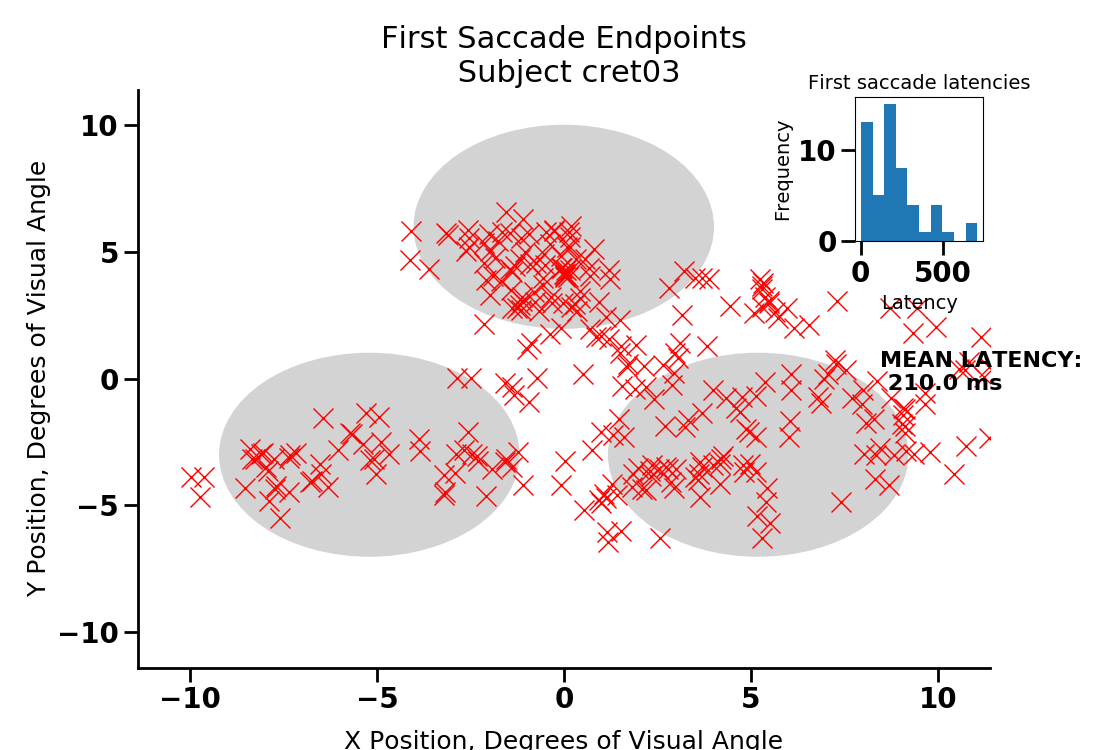 First Saccade Endpoints
Subject cret03
First saccade latencies
Frequency
10
0
0 500
Latency
MEAN LATENCY:
210.0 ms
Y Position, Degrees of Visual Angle
10
5
0
−5
−10
−10 −5 0 5 10
X Position, Degrees of Visual Angle